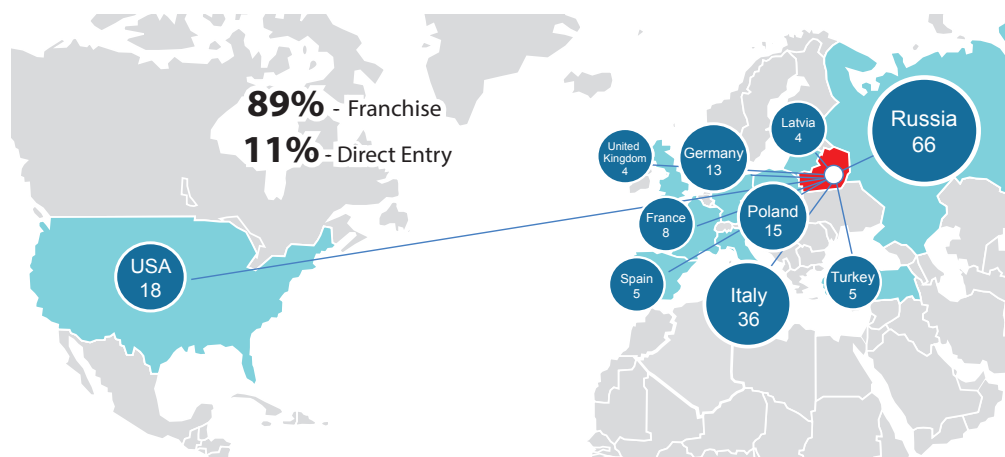 89% - Franchise
11% - Direct Entry
USA
18
United
Kingdom
4
Germany
13
Latvia
4
Russia
66
France
8
Poland
15
Spain
5
Italy
36
Turkey
5